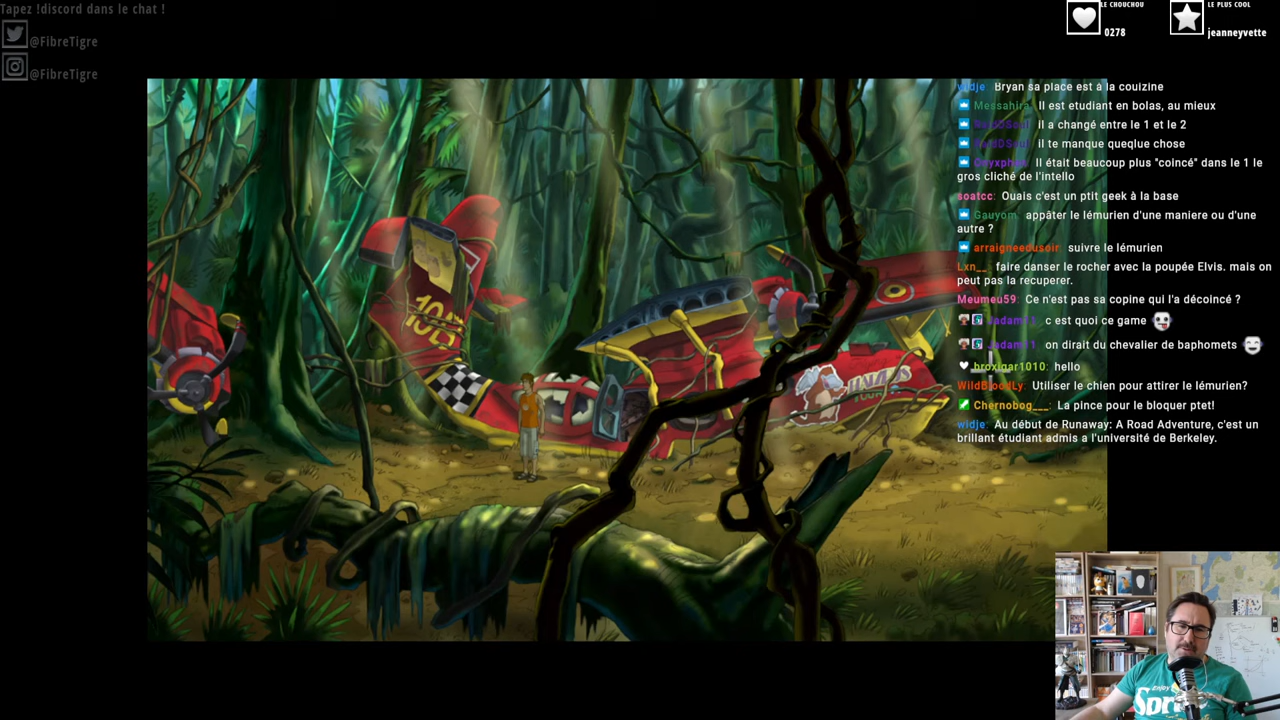 Tapez !discord dans le chat !
@FibreTigre
@FibreTigre
LE CHOUCHOU
0278
LE PLUS COOL
jeanneyvette
widje: Bryan sa place est à la couizine
Messahira: Il est etudiant en bolas, au mieux
il a changé entre le 1 et le 2
il te manque queqlue chose
Il était beaucoup plus "coincé" dans le 1 le
gros cliché de l'intello
soatcc: Ouais c'est un ptit geek à la base
Gauyom: appâter le lémurien d'une maniere ou d'une
autre ?
arraigneedusoir: suivre le lémurien
Lxn__: faire danser le rocher avec la poupée Elvis. mais on
peut pas la recuperer.
Meumeu59: Ce n'est pas sa copine qui l'a décoincé ?
c est quoi ce game
on dirait du chevalier de baphomets
broxigar1010: hello
WildBloodLy: Utiliser le chien pour attirer le lémurien?
Chernobog___: La pince pour le bloquer ptet!
widje: Au début de Runaway: A Road Adventure, c'est un
brillant étudiant admis a l'université de Berkeley.
ENJOY